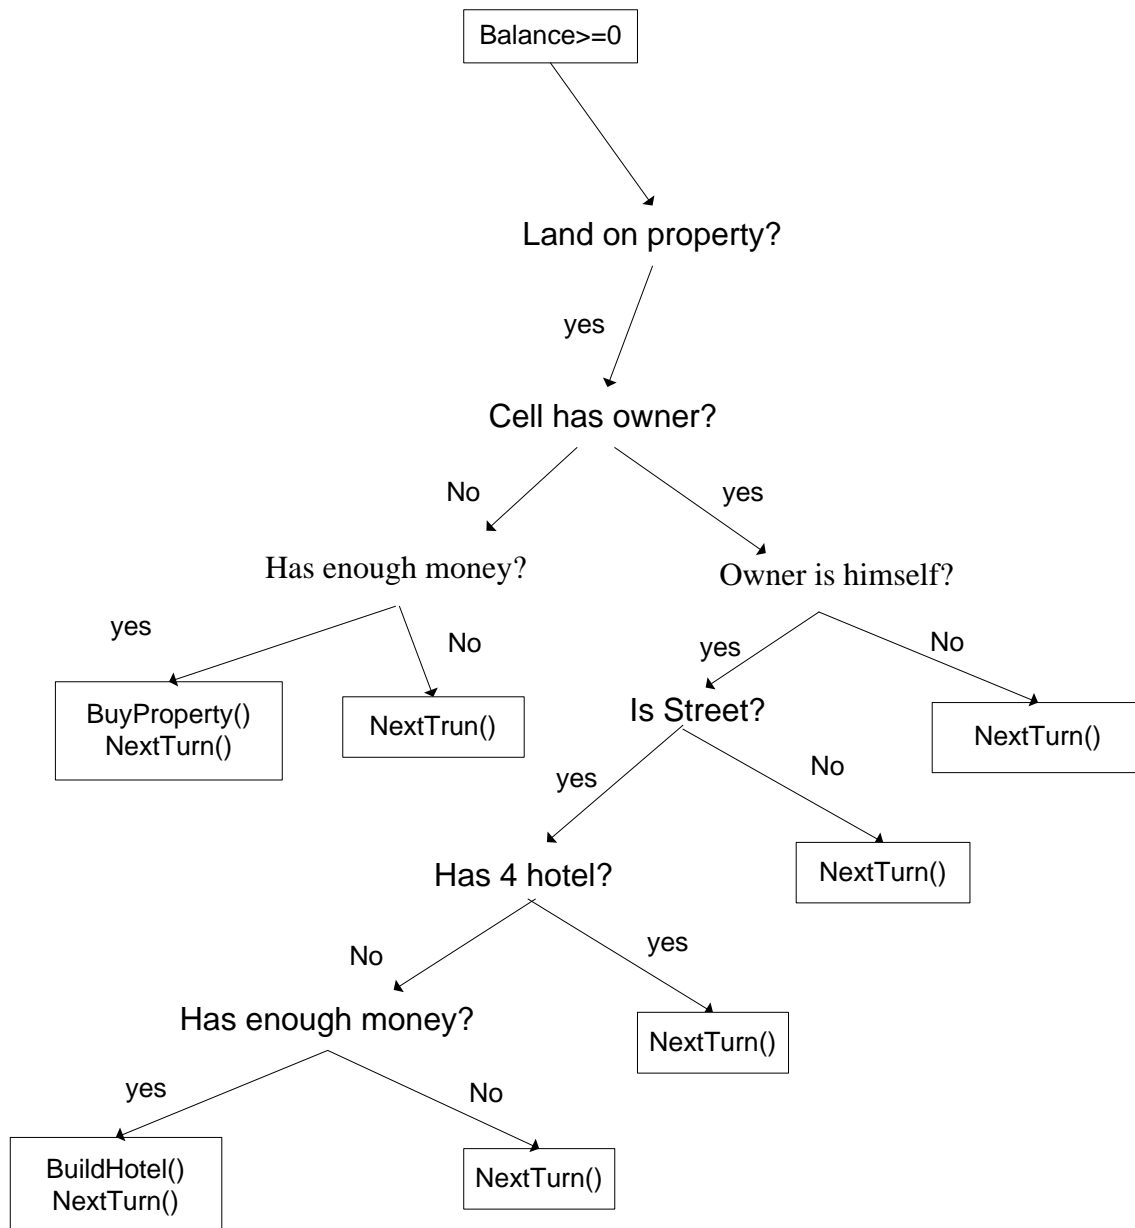 Balance>=0
Land on property?
yes
Cell has owner?
No
yes
Has enough money?
Owner is himself?
yes
No
yes
No
BuyProperty()
NextTurn()
NextTrun()
Is Street?
NextTurn()
yes
No
Has 4 hotel?
NextTurn()
No
yes
Has enough money?
NextTurn()
yes
No
BuildHotel()
NextTurn()
NextTurn()